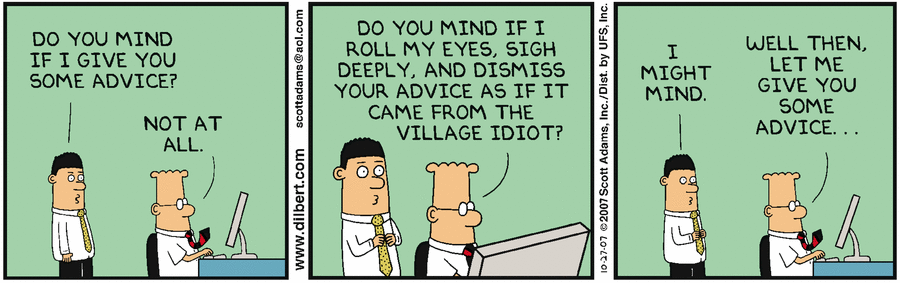 DO YOU MIND
IF I GIVE YOU
SOME ADVICE?
NOT AT
ALL.
www.dilbert.com scottadams@aol.com
DO YOU MIND IF I
ROLL MY EYES, SIGH
DEEPLY, AND DISMISS
YOUR ADVICE AS IF IT
CAME FROM THE
VILLAGE IDIOT?
10-27-07 ©2007 Scott Adams, Inc./Dist. by UFS, Inc.
I
MIGHT
MIND.
WELL THEN,
LET ME
GIVE YOU
SOME
ADVICE...